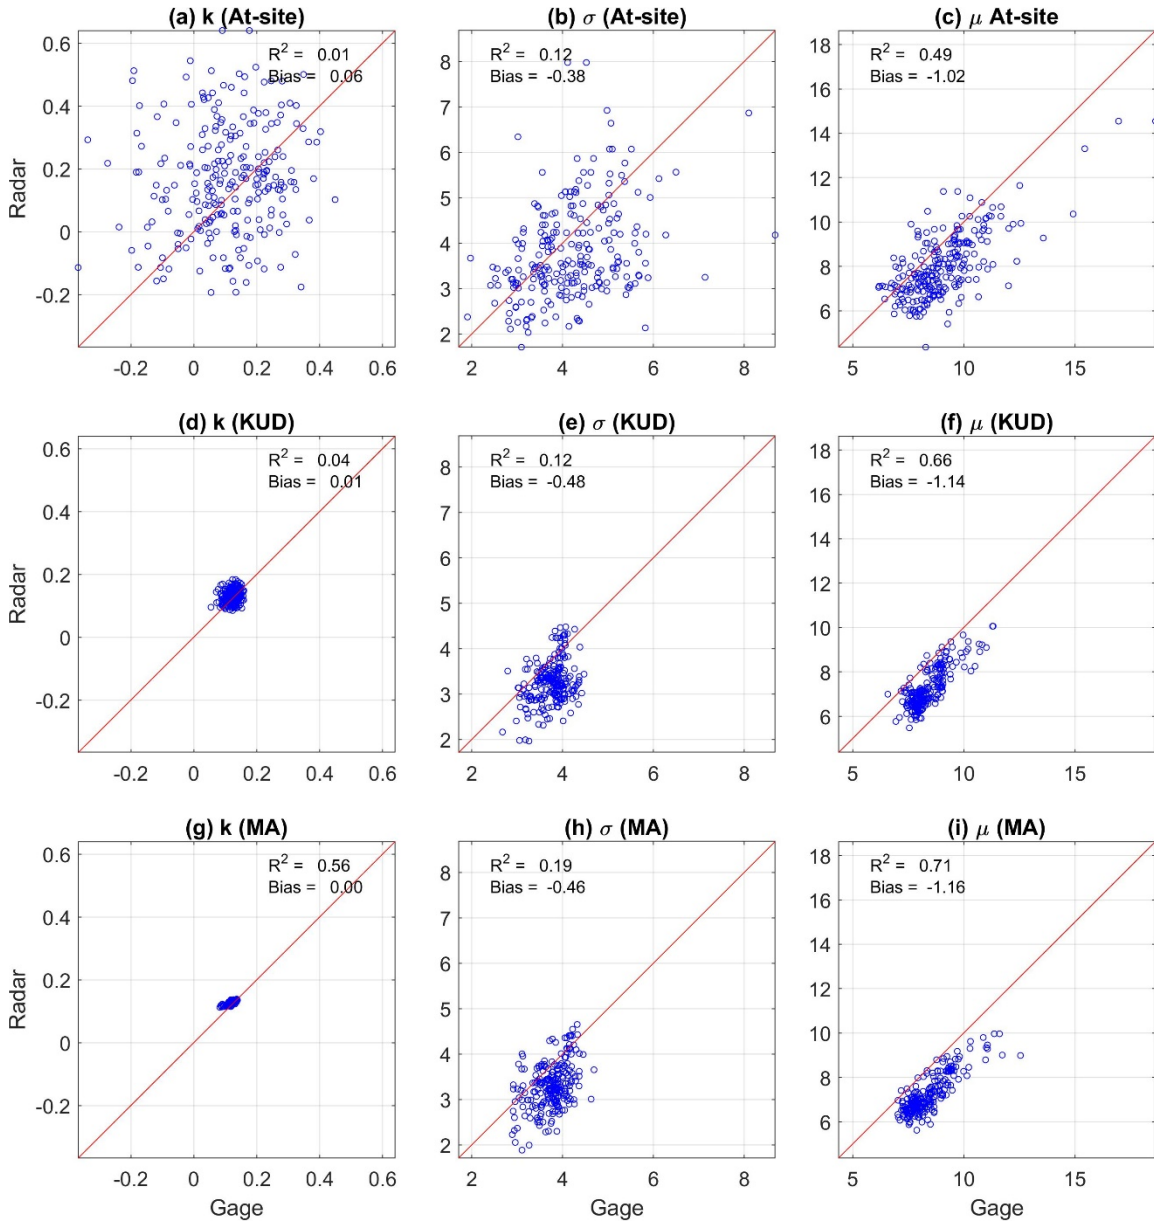 (a) k (At-site)
R² = 0.01
Bias = 0.06
0.6
0.4
0.2
0
-0.2
Radar
-0.2 0 0.2 0.4 0.6
(b) σ (At-site)
R² = 0.12
Bias = -0.38
8
7
6
5
4
3
2
2 4 6 8
(c) μ At-site
R² = 0.49
Bias = -1.02
18
16
14
12
10
8
6
5 10 15
(d) k (KUD)
R² = 0.04
Bias = 0.01
0.6
0.4
0.2
0
-0.2
Radar
-0.2 0 0.2 0.4 0.6
(e) σ (KUD)
R² = 0.12
Bias = -0.48
8
7
6
5
4
3
2
2 4 6 8
(f) μ (KUD)
R² = 0.66
Bias = -1.14
18
16
14
12
10
8
6
5 10 15
(g) k (MA)
R² = 0.56
Bias = 0.00
0.6
0.4
0.2
0
-0.2
Radar
-0.2 0 0.2 0.4 0.6
Gage
(h) σ (MA)
R² = 0.19
Bias = -0.46
8
7
6
5
4
3
2
2 4 6 8
Gage
(i) μ (MA)
R² = 0.71
Bias = -1.16
18
16
14
12
10
8
6
5 10 15
Gage